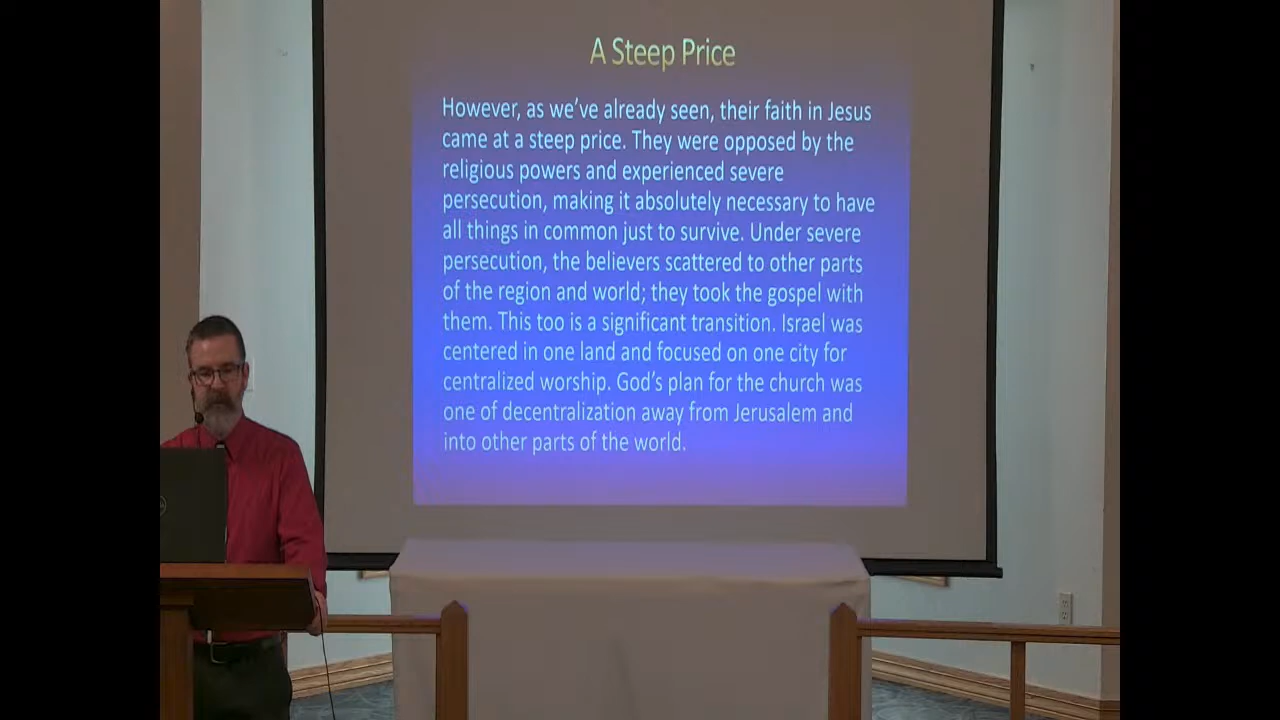 A Steep Price
However, as we've already seen, their faith in Jesus
came at a steep price. They were opposed by the
religious powers and experienced severe
persecution, making it absolutely necessary to have
all things in common just to survive. Under severe
persecution, the believers scattered to other parts
of the region and world; they took the gospel with
them. This too is a significant transition. Israel was
centered in one land and focused on one city for
centralized worship. God's plan for the church was
one of decentralization away from Jerusalem and
into other parts of the world.